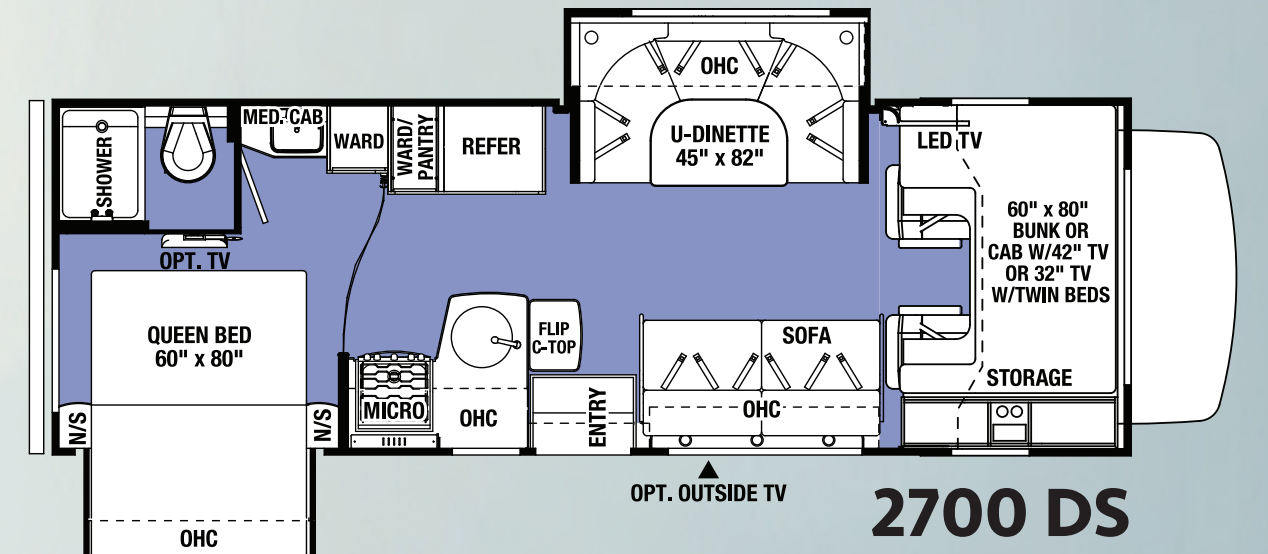 OHC
U-DINETTE
45" x 82"
MED. CAB
WARD
WARD/
PANTRY
REFER
SHOWER
LED TV
OPT. TV
60" x 80"
BUNK OR
CAB W/42" TV
OR 32" TV
W/TWIN BEDS
QUEEN BED
60" x 80"
FLIP
C-TOP
SOFA
STORAGE
N/S
N/S
MICRO
OHC
ENTRY
OHC
OPT. OUTSIDE TV
2700 DS
OHC